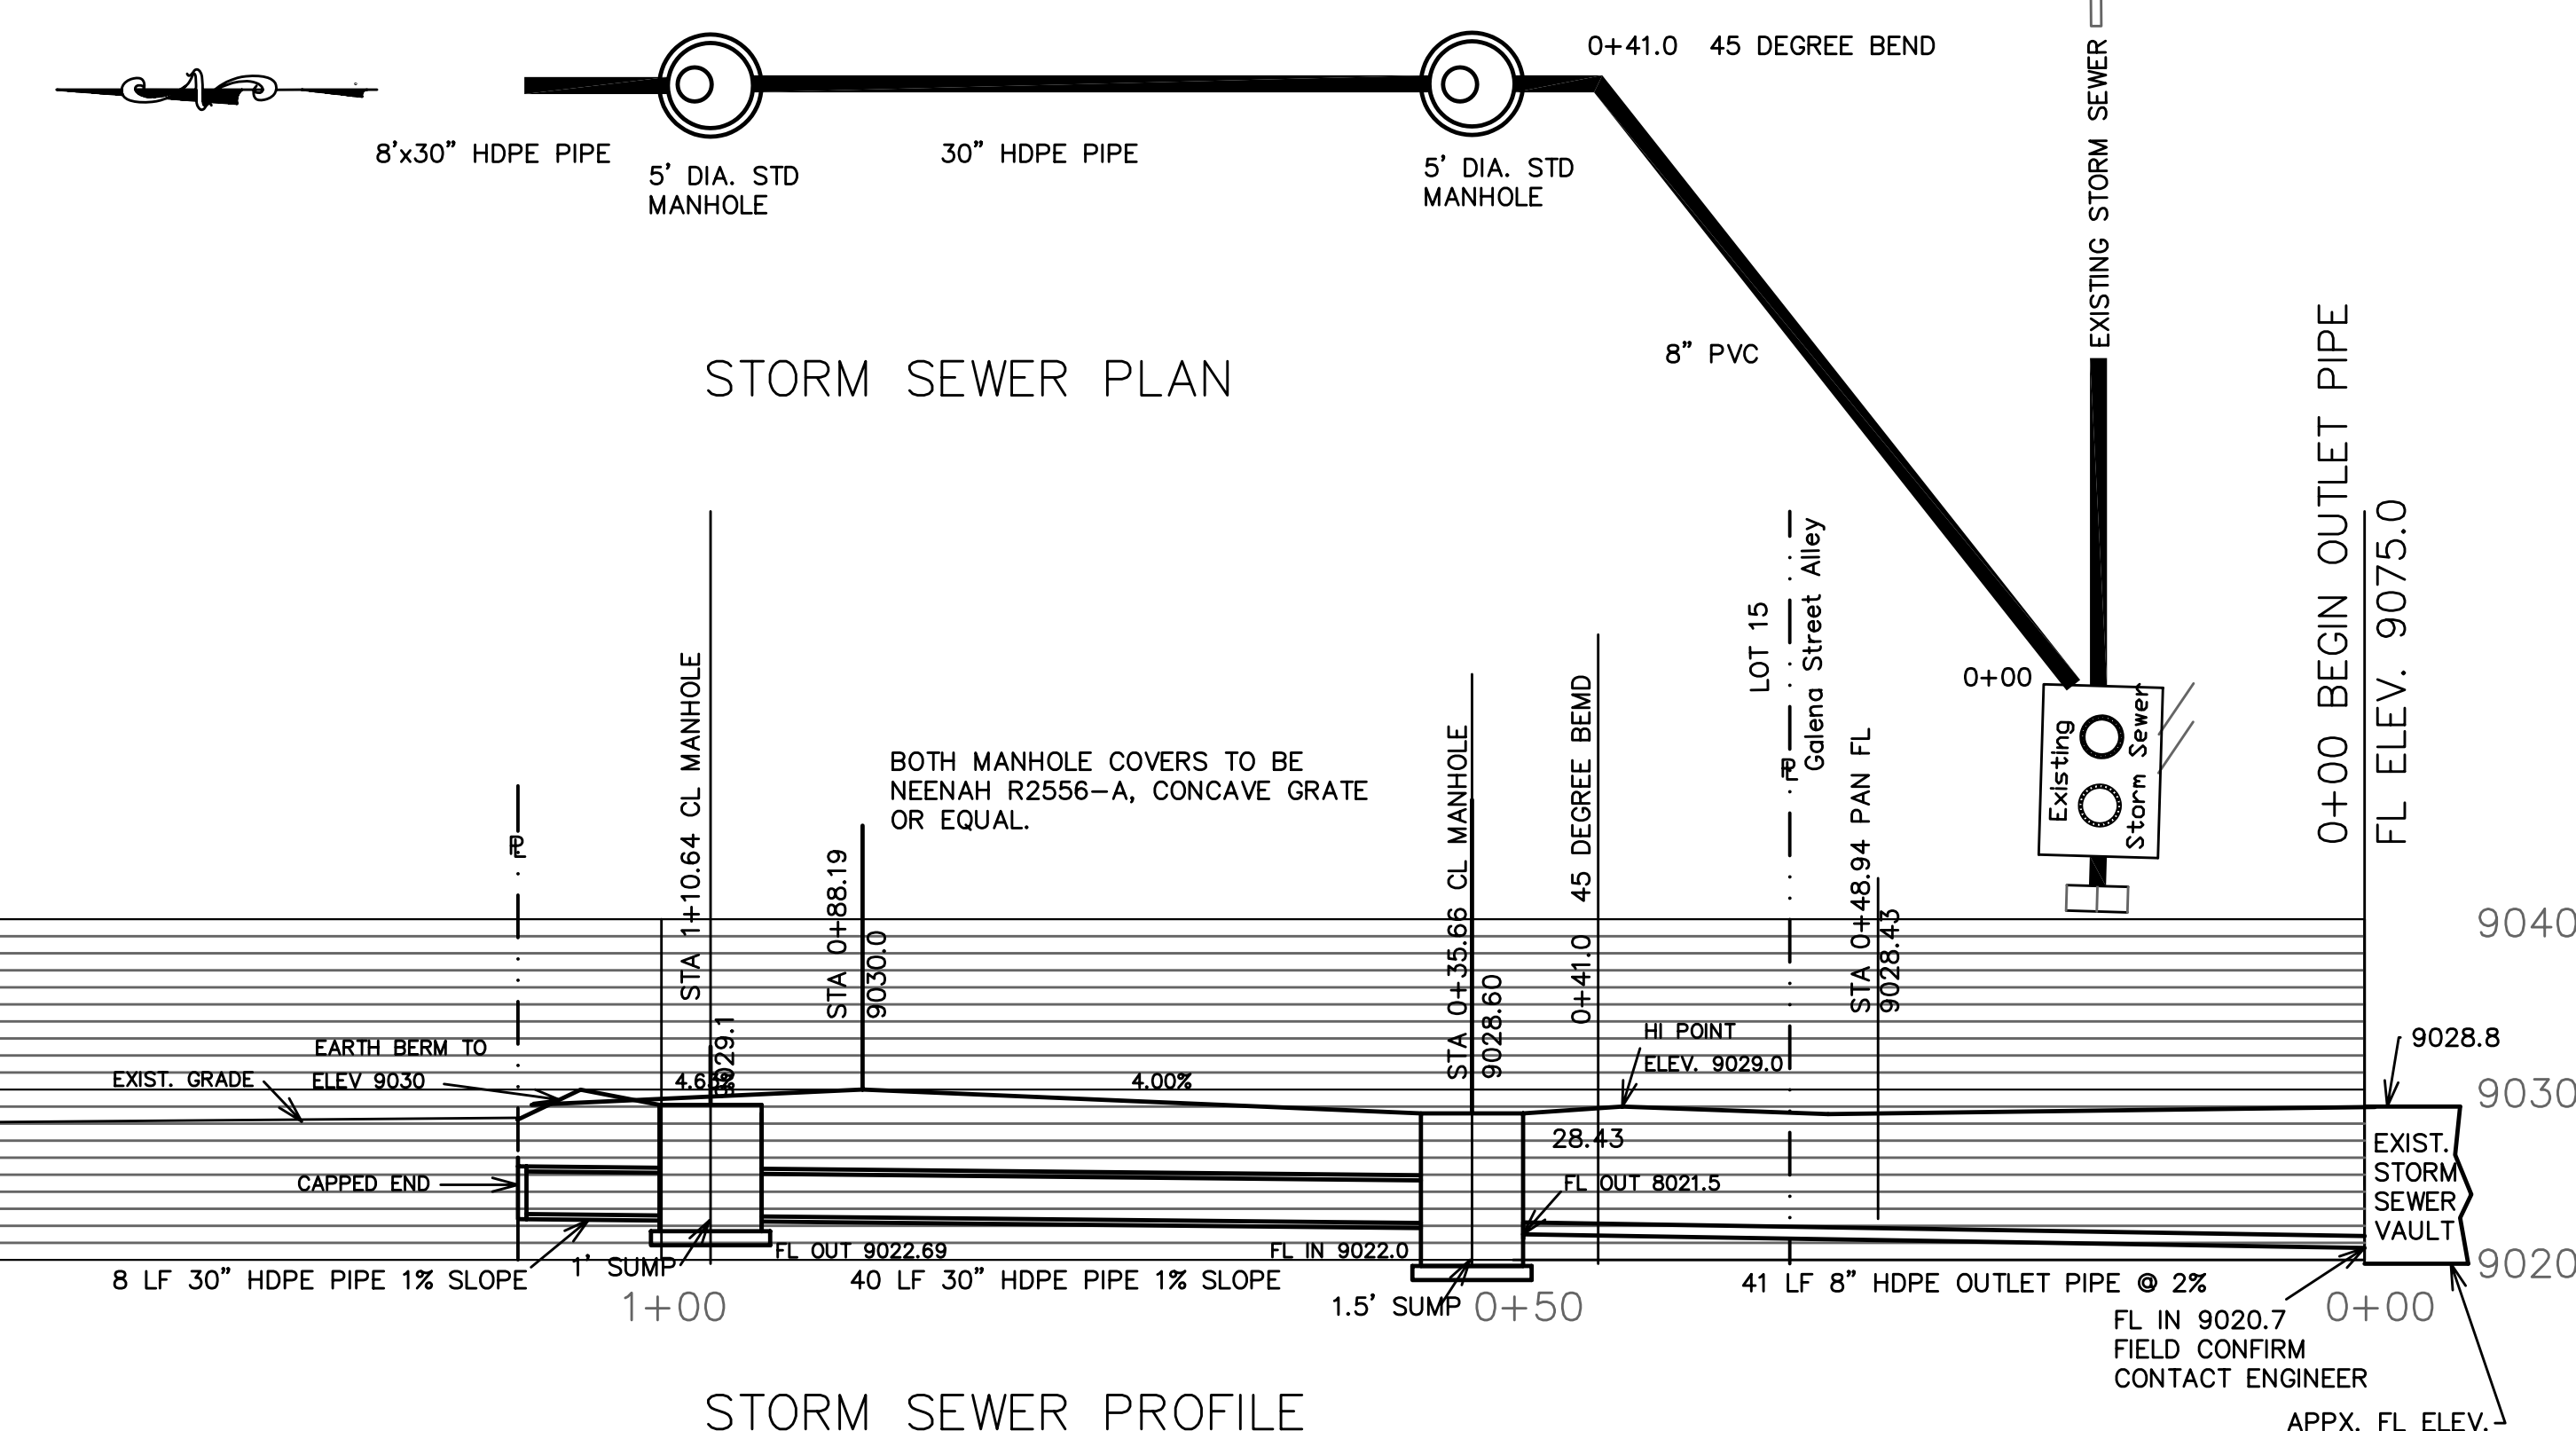 0+41.0 45 DEGREE BEND
8'x30" HDPE PIPE
5' DIA. STD
MANHOLE
30" HDPE PIPE
5' DIA. STD
MANHOLE
EXISTING STORM SEWER
8" PVC
STORM SEWER PLAN
0+00
Existing
Storm Sewer
0+00 BEGIN OUTLET PIPE
FL ELEV. 9075.0
LOT 15
Galena Street Alley
PL
STA 1+10.64 CL MANHOLE
9029.1
STA 0+88.19
9030.0
BOTH MANHOLE COVERS TO BE
NEENAH R2556-A, CONCAVE GRATE
OR EQUAL.
STA 0+35.66 CL MANHOLE
9028.60
0+41.0 45 DEGREE BEMD
STA 0+48.94 PAN FL
9028.43
PL
9040
9030
9020
EARTH BERM TO
ELEV 9030
EXIST. GRADE
4.63%
4.00%
HI POINT
ELEV. 9029.0
9028.8
28.43
CAPPED END
FL OUT 8021.5
EXIST.
STORM
SEWER
VAULT
1' SUMP
FL OUT 9022.69
FL IN 9022.0
8 LF 30" HDPE PIPE 1% SLOPE
40 LF 30" HDPE PIPE 1% SLOPE
41 LF 8" HDPE OUTLET PIPE @ 2%
1.5' SUMP
1+00
0+50
0+00
FL IN 9020.7
FIELD CONFIRM
CONTACT ENGINEER
STORM SEWER PROFILE
APPX. FL ELEV.